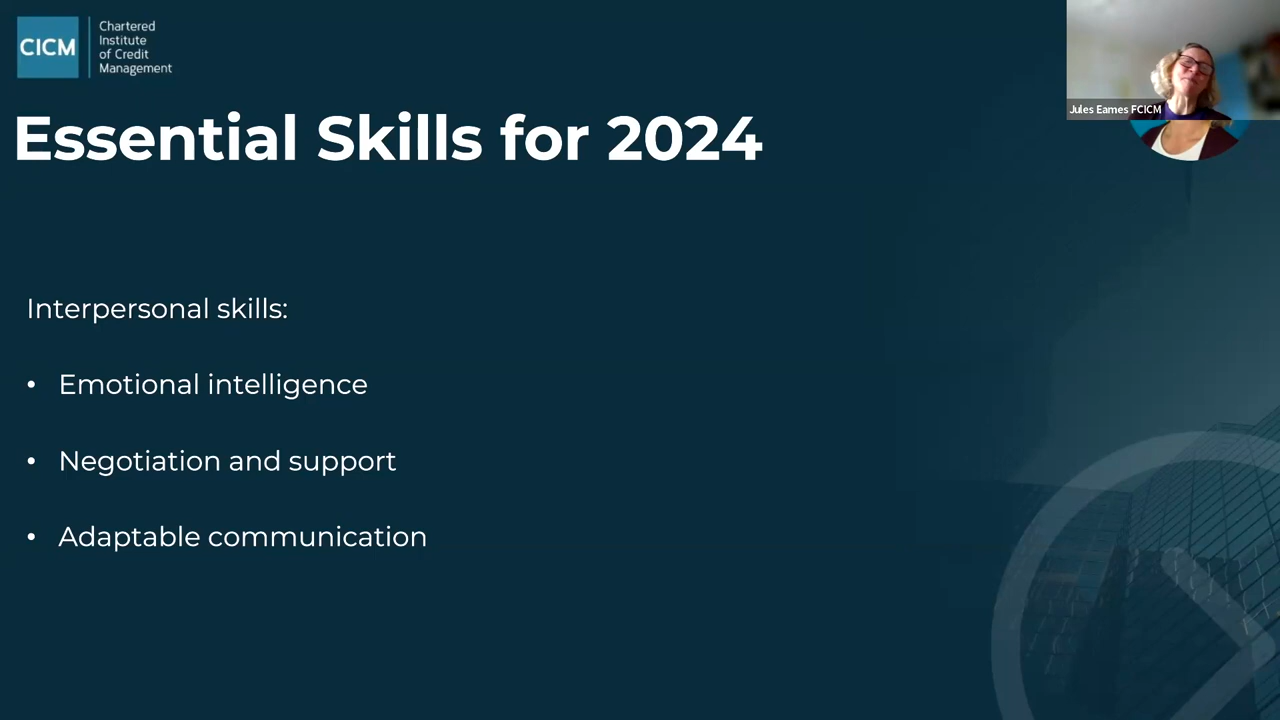 CICM
Chartered
Institute
of Credit
Management
Jules Eames FCICM
Essential Skills for 2024
Interpersonal skills:
• Emotional intelligence
• Negotiation and support
• Adaptable communication